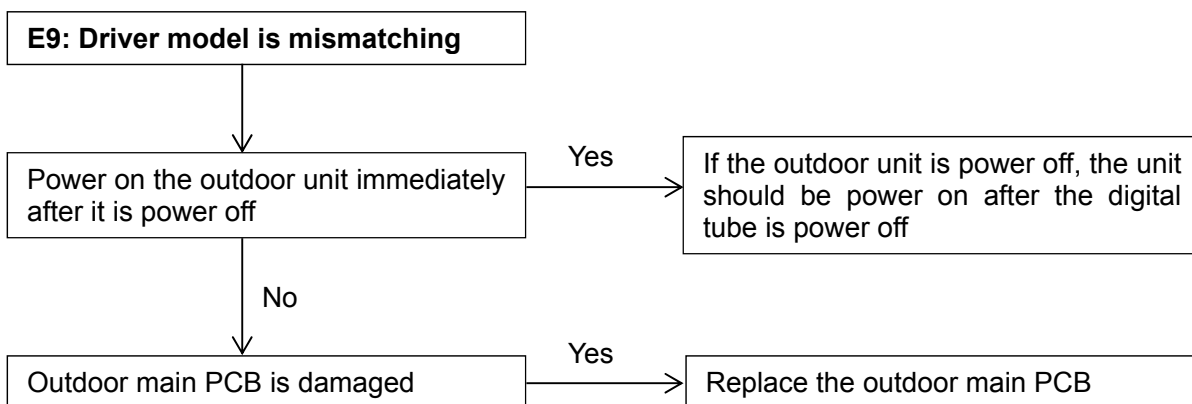 E9: Driver model is mismatching
Yes
Power on the outdoor unit immediately
after it is power off
If the outdoor unit is power off, the unit
should be power on after the digital
tube is power off
No
Yes
Outdoor main PCB is damaged
Replace the outdoor main PCB